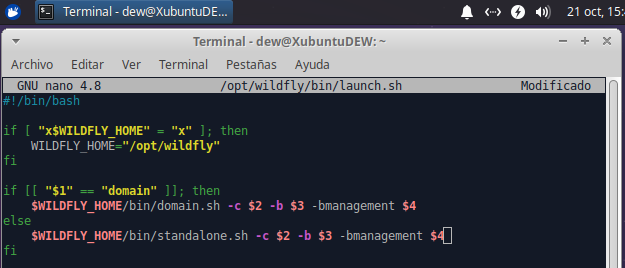 Terminal - dew@XubuntuDE...
21 oct, 15:
Terminal - dew@XubuntuDEW: ~
Archivo Editar Ver Terminal Pestañas Ayuda
GNU nano 4.8 /opt/wildfly/bin/launch.sh Modificado
#!/bin/bash
if [ "x$WILDFLY_HOME" = "x" ]; then
    WILDFLY_HOME="/opt/wildfly"
fi
if [[ "$1" == "domain" ]]; then
    $WILDFLY_HOME/bin/domain.sh -c $2 -b $3 -bmanagement $4
else
    $WILDFLY_HOME/bin/standalone.sh -c $2 -b $3 -bmanagement $4
fi